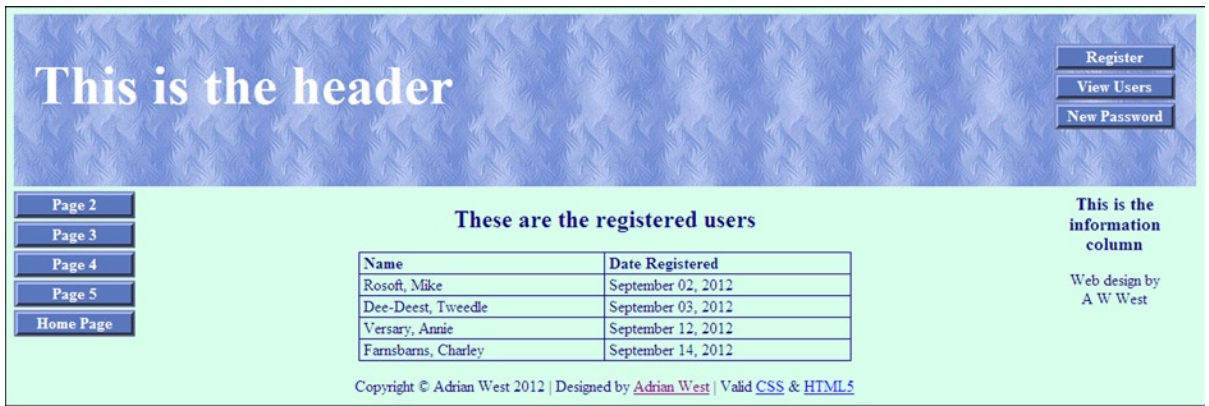 This is the header
Register
View Users
New Password
Page 2
Page 3
Page 4
Page 5
Home Page
These are the registered users
Name Date Registered
Rosoft, Mike September 02, 2012
Dee-Deest, Tweedle September 03, 2012
Versary, Annie September 12, 2012
Farnsbarns, Charley September 14, 2012
This is the
information
column
Web design by
A W West
Copyright © Adrian West 2012 | Designed by Adrian West | Valid CSS & HTML5